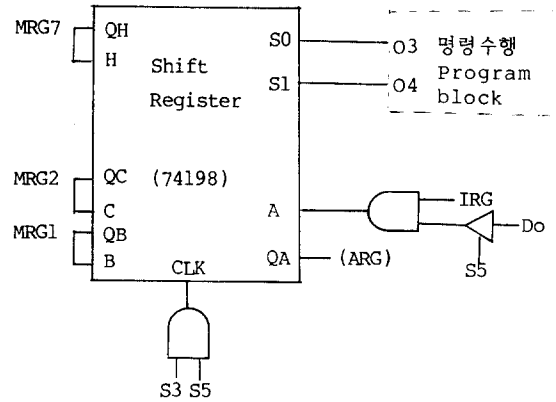 MRG7
QH
H
Shift
Register
S0
O3 명령수행
S1
O4 Program
block
MRG2
QC
(74198)
C
MRG1
QB
B
A
IRG
Do
S5
CLK
QA
(ARG)
S3 S5